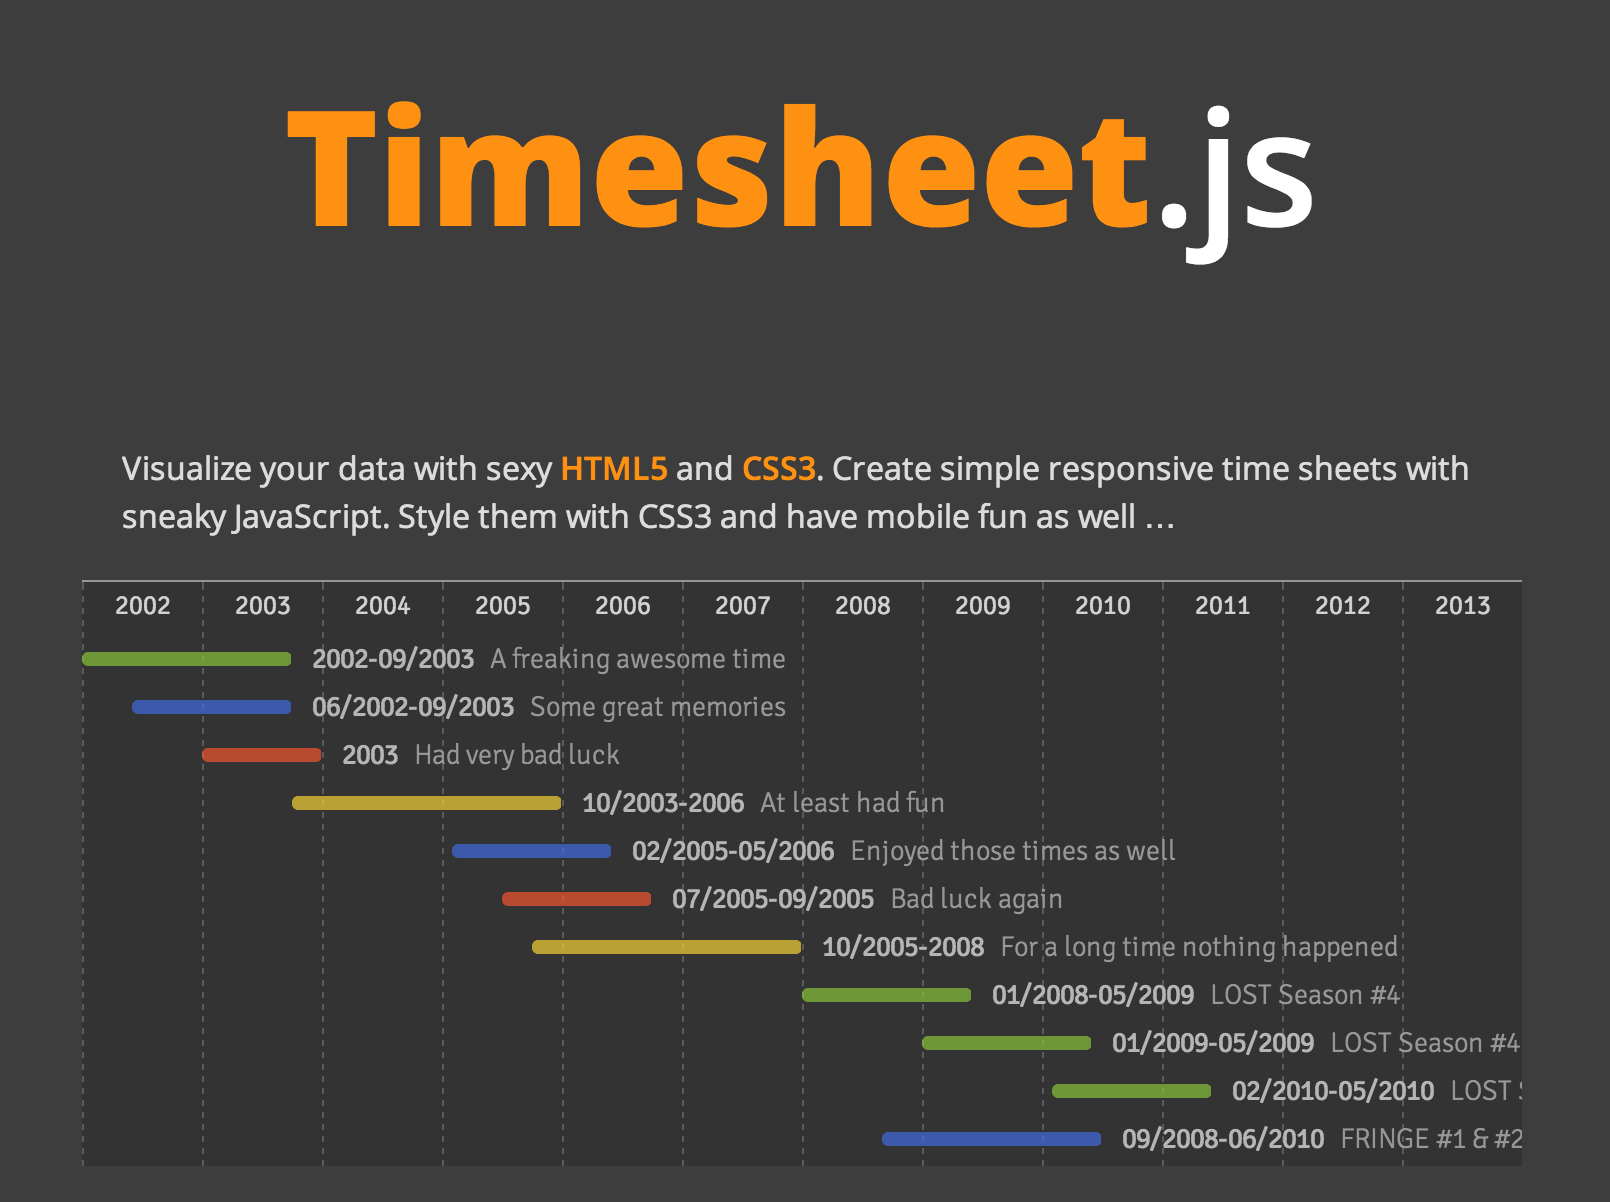 Timesheet.js
Visualize your data with sexy HTML5 and CSS3. Create simple responsive time sheets with
sneaky JavaScript. Style them with CSS3 and have mobile fun as well …
2002 2003 2004 2005 2006 2007 2008 2009 2010 2011 2012 2013
2002-09/2003 A freaking awesome time
06/2002-09/2003 Some great memories
2003 Had very bad luck
10/2003-2006 At least had fun
02/2005-05/2006 Enjoyed those times as well
07/2005-09/2005 Bad luck again
10/2005-2008 For a long time nothing happened
01/2008-05/2009 LOST Season #4
01/2009-05/2009 LOST Season #4
02/2010-05/2010 LOST
09/2008-06/2010 FRINGE #1 & #2